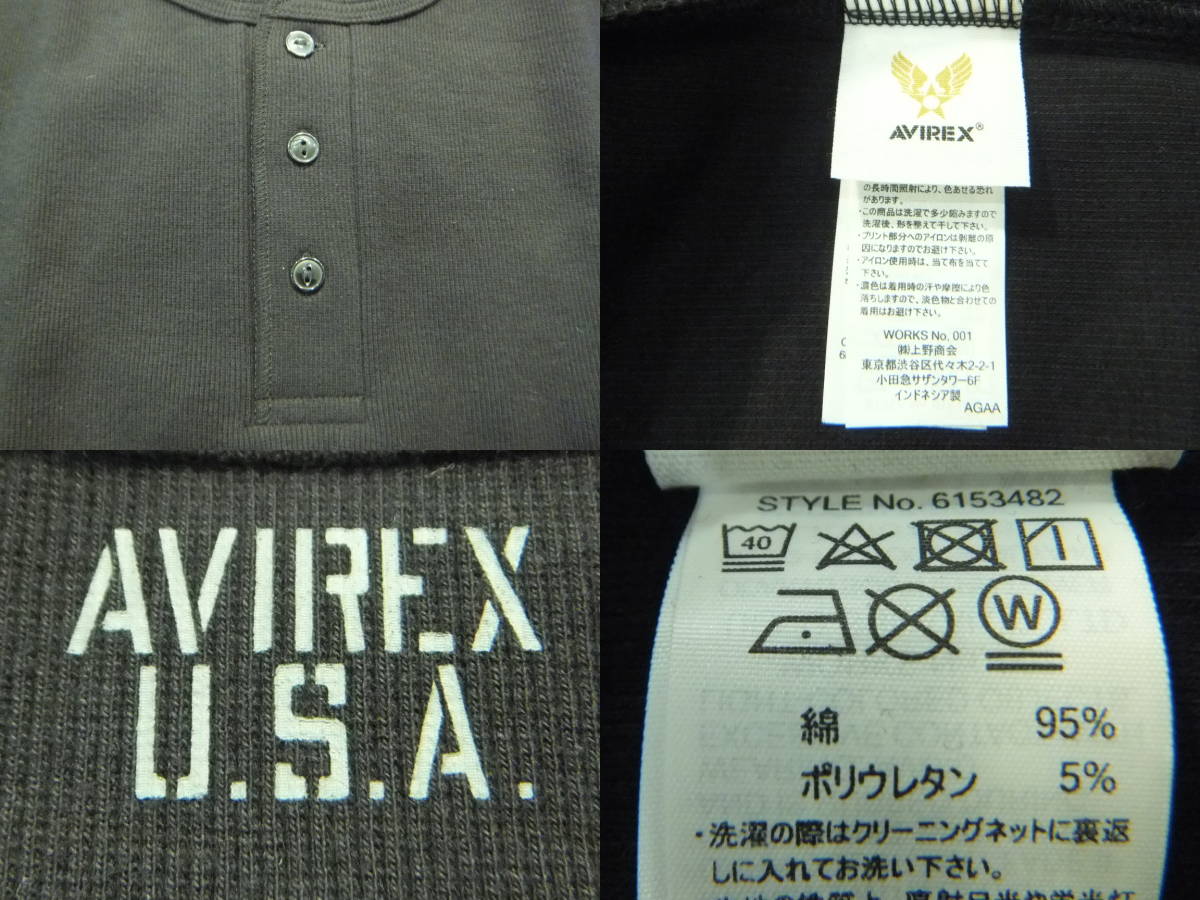 AVIREX®
の長時間照射により、色あせる恐れ
があります。
・この商品は洗濯で多少縮みますので
洗濯後、形を整えて干して下さい。
・プリント部分へのアイロンは剥離の原
因になりますのでお避け下さい。
・アイロン使用時は、当て布を当てて
下さい。
・濃色は着用時の汗や摩擦により色
落ちしますので、淡色物と合わせての
着用はお避け下さい。
WORKS No. 001
㈱上野商会
東京都渋谷区代々木2-2-1
小田急サザンタワー6F
インドネシア製
AGAA
AVIREX
U.S.A.
STYLE No. 6153482
40
W
綿 95%
ポリウレタン 5%
・洗濯の際はクリーニングネットに裏返
しに入れてお洗い下さい。